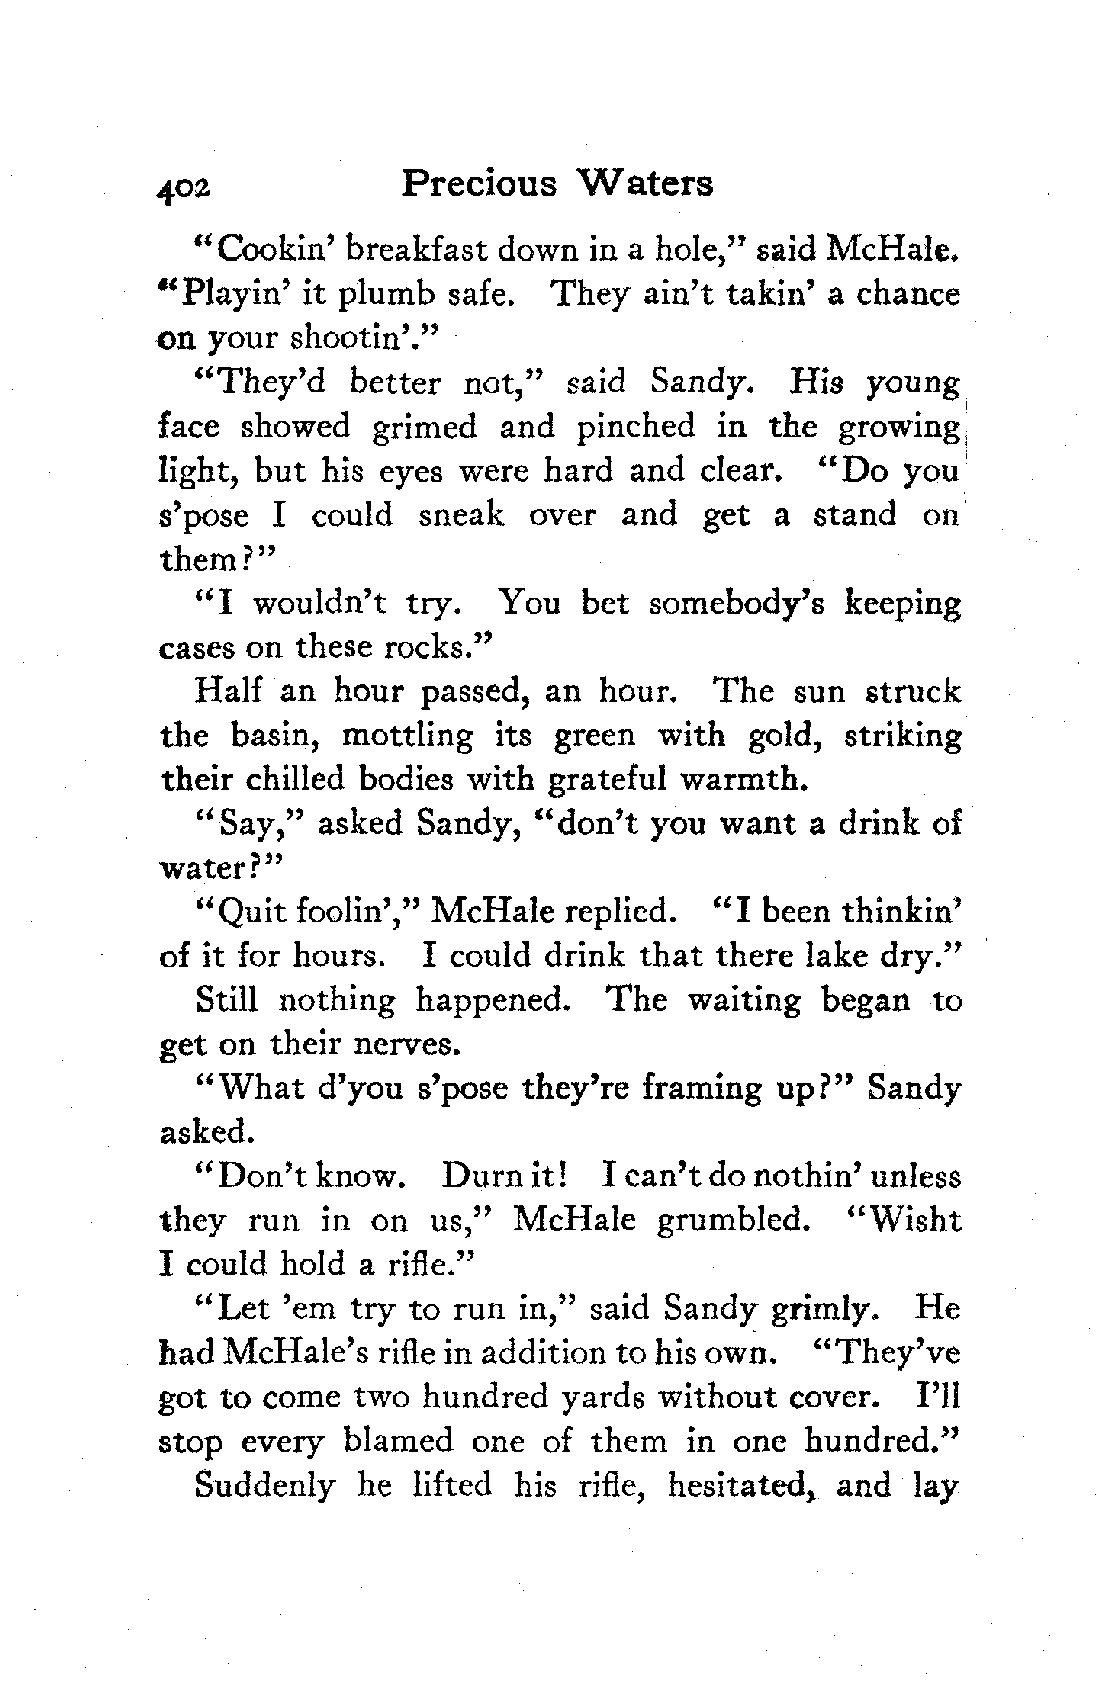 402 Precious Waters
"Cookin' breakfast down in a hole," said McHale.
"Playin' it plumb safe. They ain't takin' a chance
on your shootin'."
"They'd better not," said Sandy. His young
face showed grimed and pinched in the growing
light, but his eyes were hard and clear. "Do you
s'pose I could sneak over and get a stand on
them?"
"I wouldn't try. You bet somebody's keeping
cases on these rocks."
Half an hour passed, an hour. The sun struck
the basin, mottling its green with gold, striking
their chilled bodies with grateful warmth.
"Say," asked Sandy, "don't you want a drink of
water?"
"Quit foolin'," McHale replied. "I been thinkin'
of it for hours. I could drink that there lake dry."
Still nothing happened. The waiting began to
get on their nerves.
"What d'you s'pose they're framing up?" Sandy
asked.
"Don't know. Durn it! I can't do nothin' unless
they run in on us," McHale grumbled. "Wisht
I could hold a rifle."
"Let 'em try to run in," said Sandy grimly. He
had McHale's rifle in addition to his own. "They've
got to come two hundred yards without cover. I'll
stop every blamed one of them in one hundred."
Suddenly he lifted his rifle, hesitated, and lay